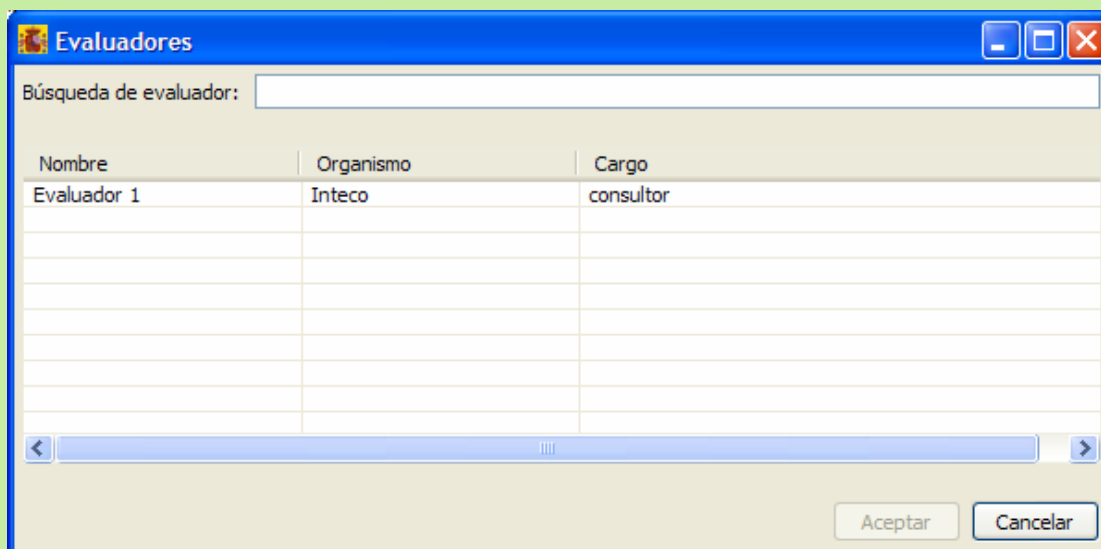 Evaluadores
Búsqueda de evaluador:
Nombre Organismo Cargo
Evaluador 1 Inteco consultor
Aceptar Cancelar